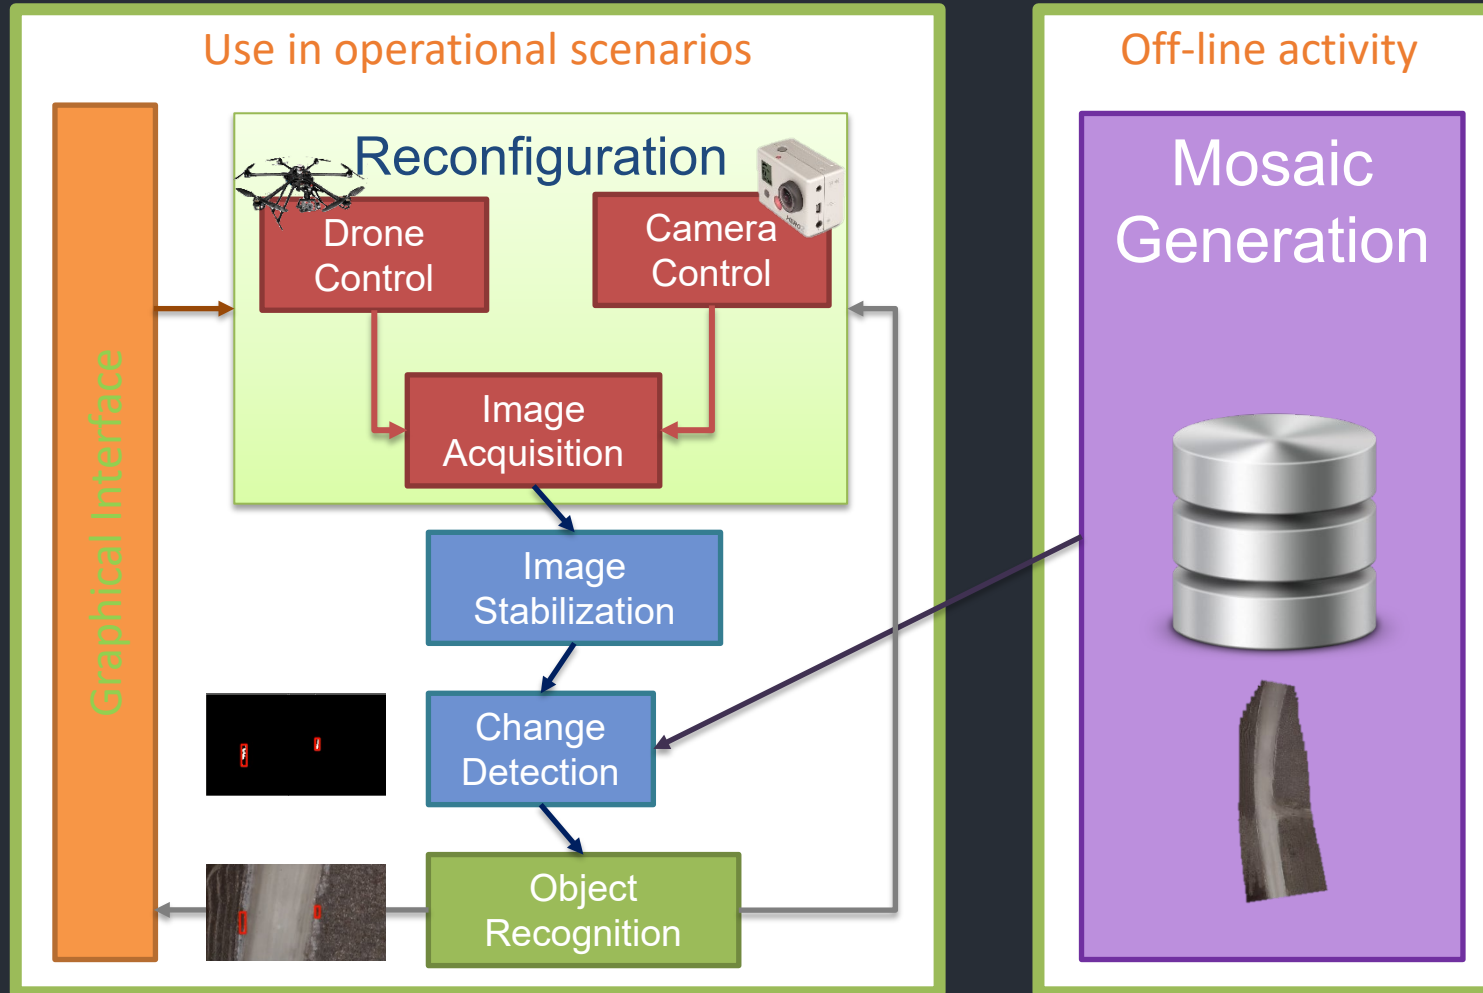 Use in operational scenarios
Off-line activity
Graphical Interface
Reconfiguration
Drone
Control
Camera
Control
Image
Acquisition
Image
Stabilization
Change
Detection
Object
Recognition
Mosaic
Generation